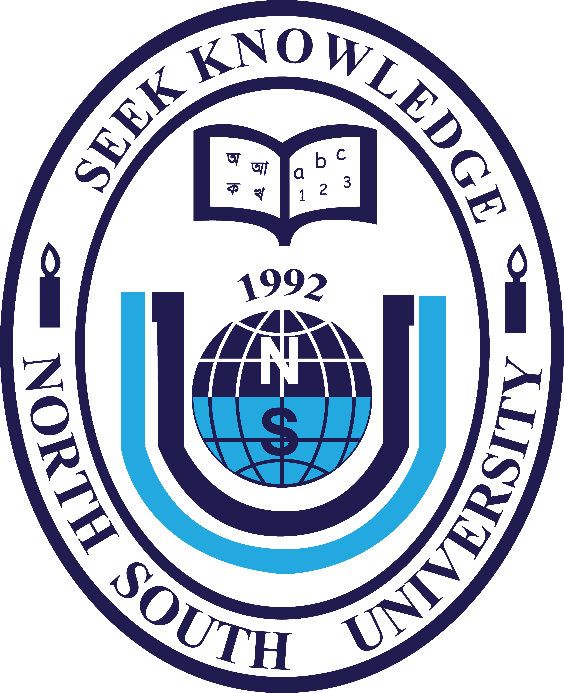 SEEK KNOWLEDGE
অ আ
ক খ
a b c
1 2 3
1992
N
S
NORTH SOUTH UNIVERSITY